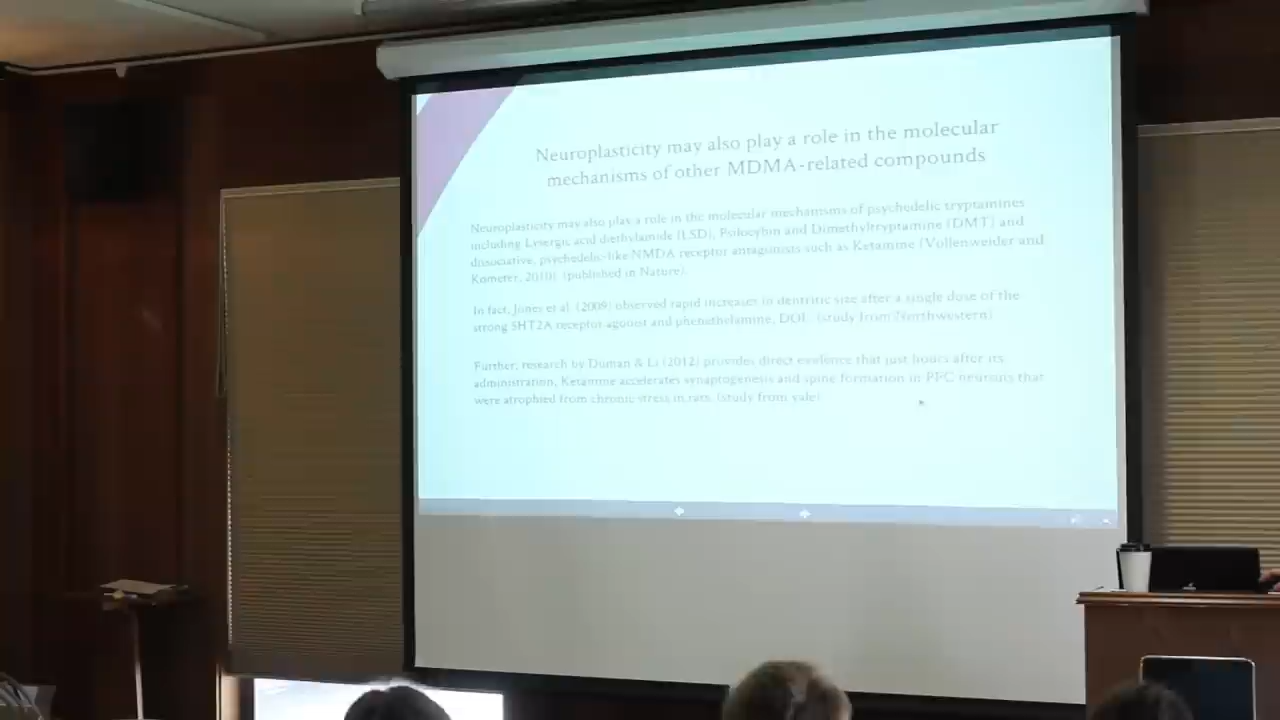 Neuroplasticity may also play a role in the molecular
mechanisms of other MDMA-related compounds
Neuroplasticity may also play a role in the molecular mechanisms of psychedelic tryptamines
including Lysergic acid diethylamide (LSD), Psilocybin and Dimethyltryptamine (DMT) and
dissociative, psychedelic-like NMDA receptor antagonists such as Ketamine (Vollenweider and
Kometer, 2010). (published in Nature).
In fact, Jones et al. (2009) observed rapid increases in dentritic size after a single dose of the
strong 5HT2A receptor agonist and phenethelamine, DOI. (study from Northwestern)
Further, research by Duman & Li (2012) provides direct evidence that just hours after its
administration, Ketamine accelerates synaptogenesis and spine formation in PFC neurons that
were atrophied from chronic stress in rats. (study from yale)